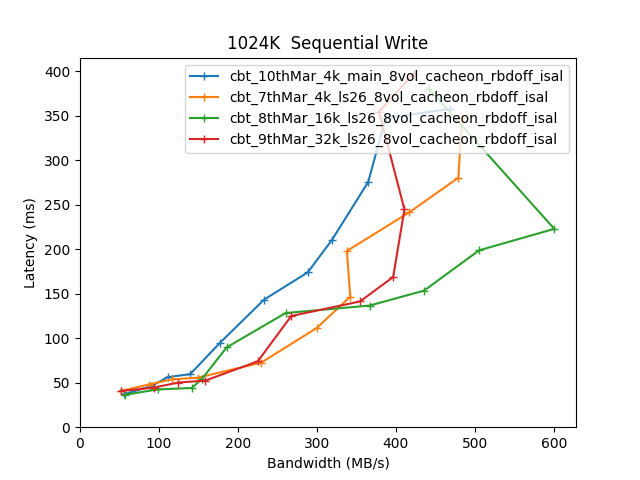 1024K  Sequential Write
cbt_10thMar_4k_main_8vol_cacheon_rbdoff_isal
cbt_7thMar_4k_ls26_8vol_cacheon_rbdoff_isal
cbt_8thMar_16k_ls26_8vol_cacheon_rbdoff_isal
cbt_9thMar_32k_ls26_8vol_cacheon_rbdoff_isal
Latency (ms)
400
350
300
250
200
150
100
50
0
0 100 200 300 400 500 600
Bandwidth (MB/s)